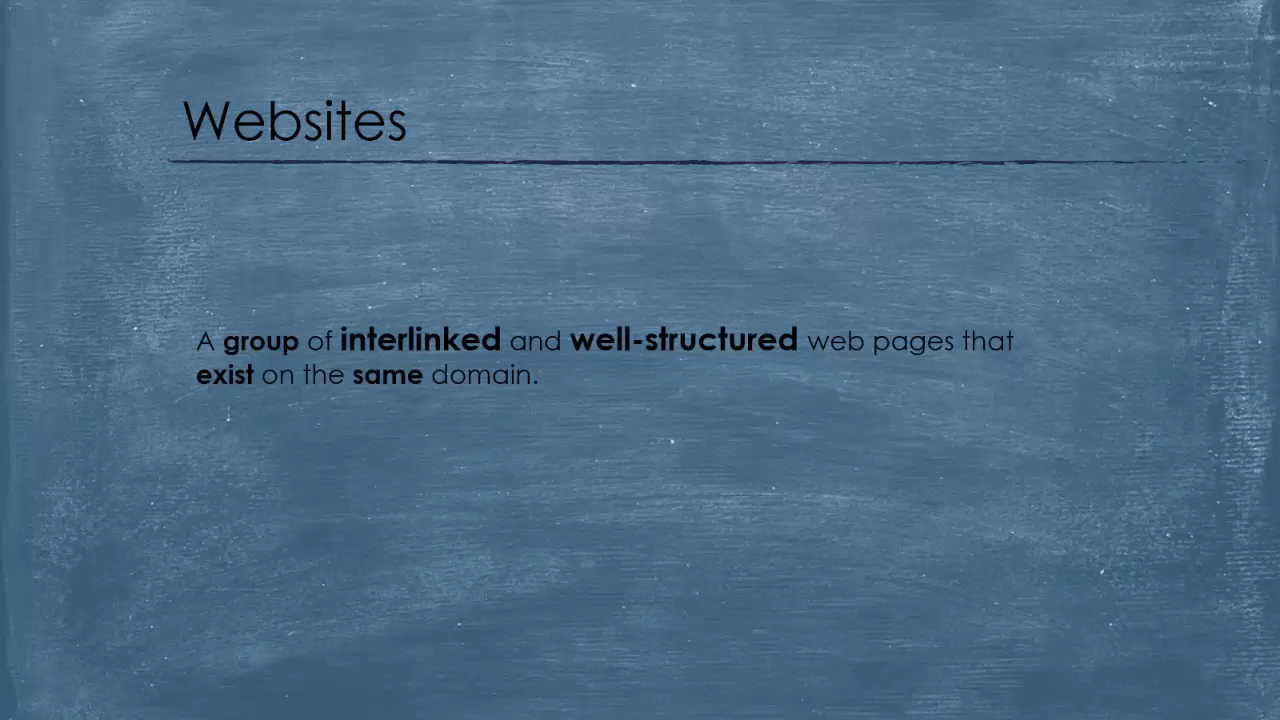 Websites
A group of interlinked and well-structured web pages that
exist on the same domain.